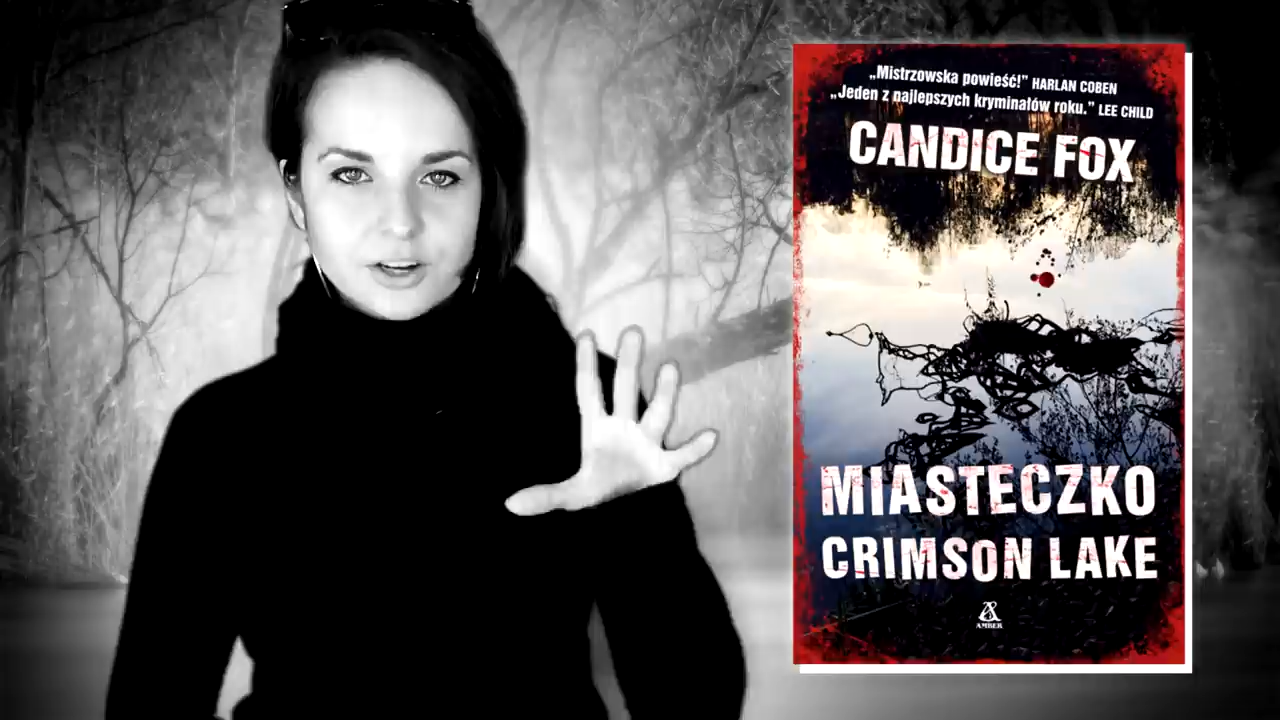 „Mistrzowska powieść!” HARLAN COBEN
„Jeden z najlepszych kryminałów roku.” LEE CHILD
CANDICE FOX
MIASTECZKO
CRIMSON LAKE
AMBER